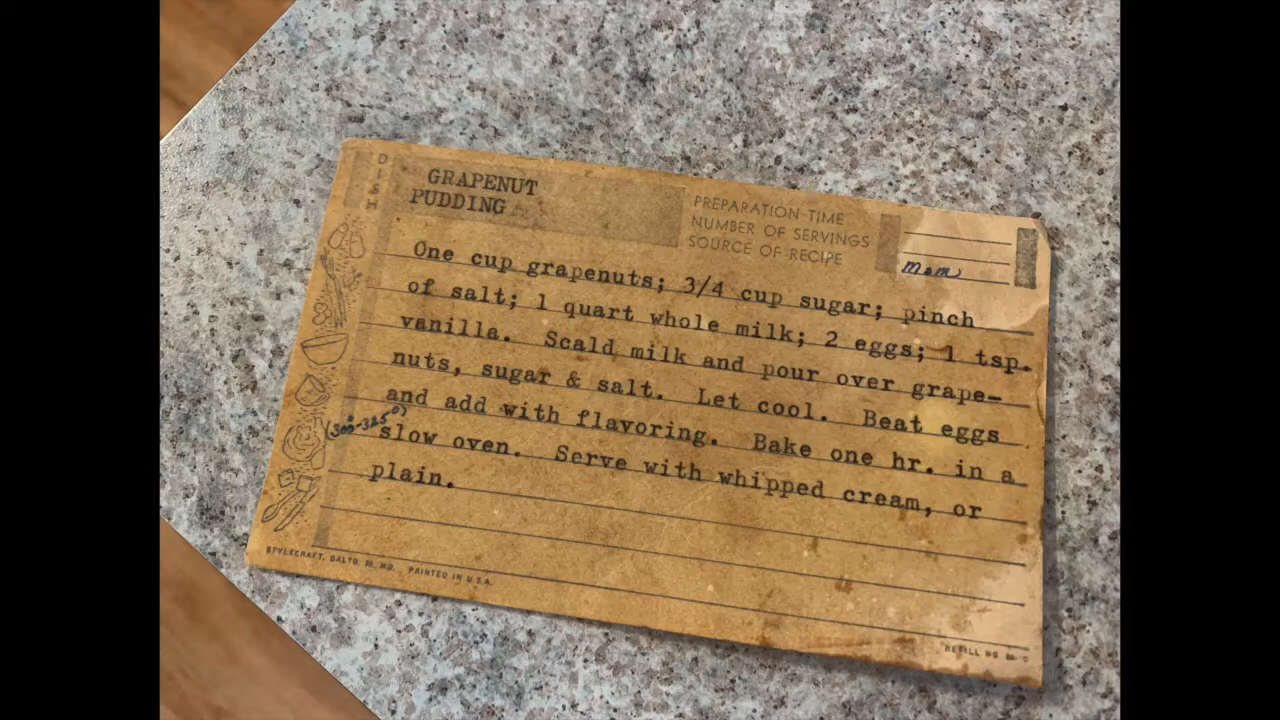 DISH
GRAPENUT
PUDDING
PREPARATION TIME
NUMBER OF SERVINGS
SOURCE OF RECIPE
Mom
One cup grapenuts; 3/4 cup sugar; pinch
of salt; 1 quart whole milk; 2 eggs; 1 tsp.
vanilla. Scald milk and pour over grape-
nuts, sugar & salt. Let cool. Beat eggs
and add with flavoring. Bake one hr. in a
(300-325°)
slow oven. Serve with whipped cream, or
plain.
STYLECRAFT, BALTO. 30, MD. PRINTED IN U.S.A.
REFILL NO.